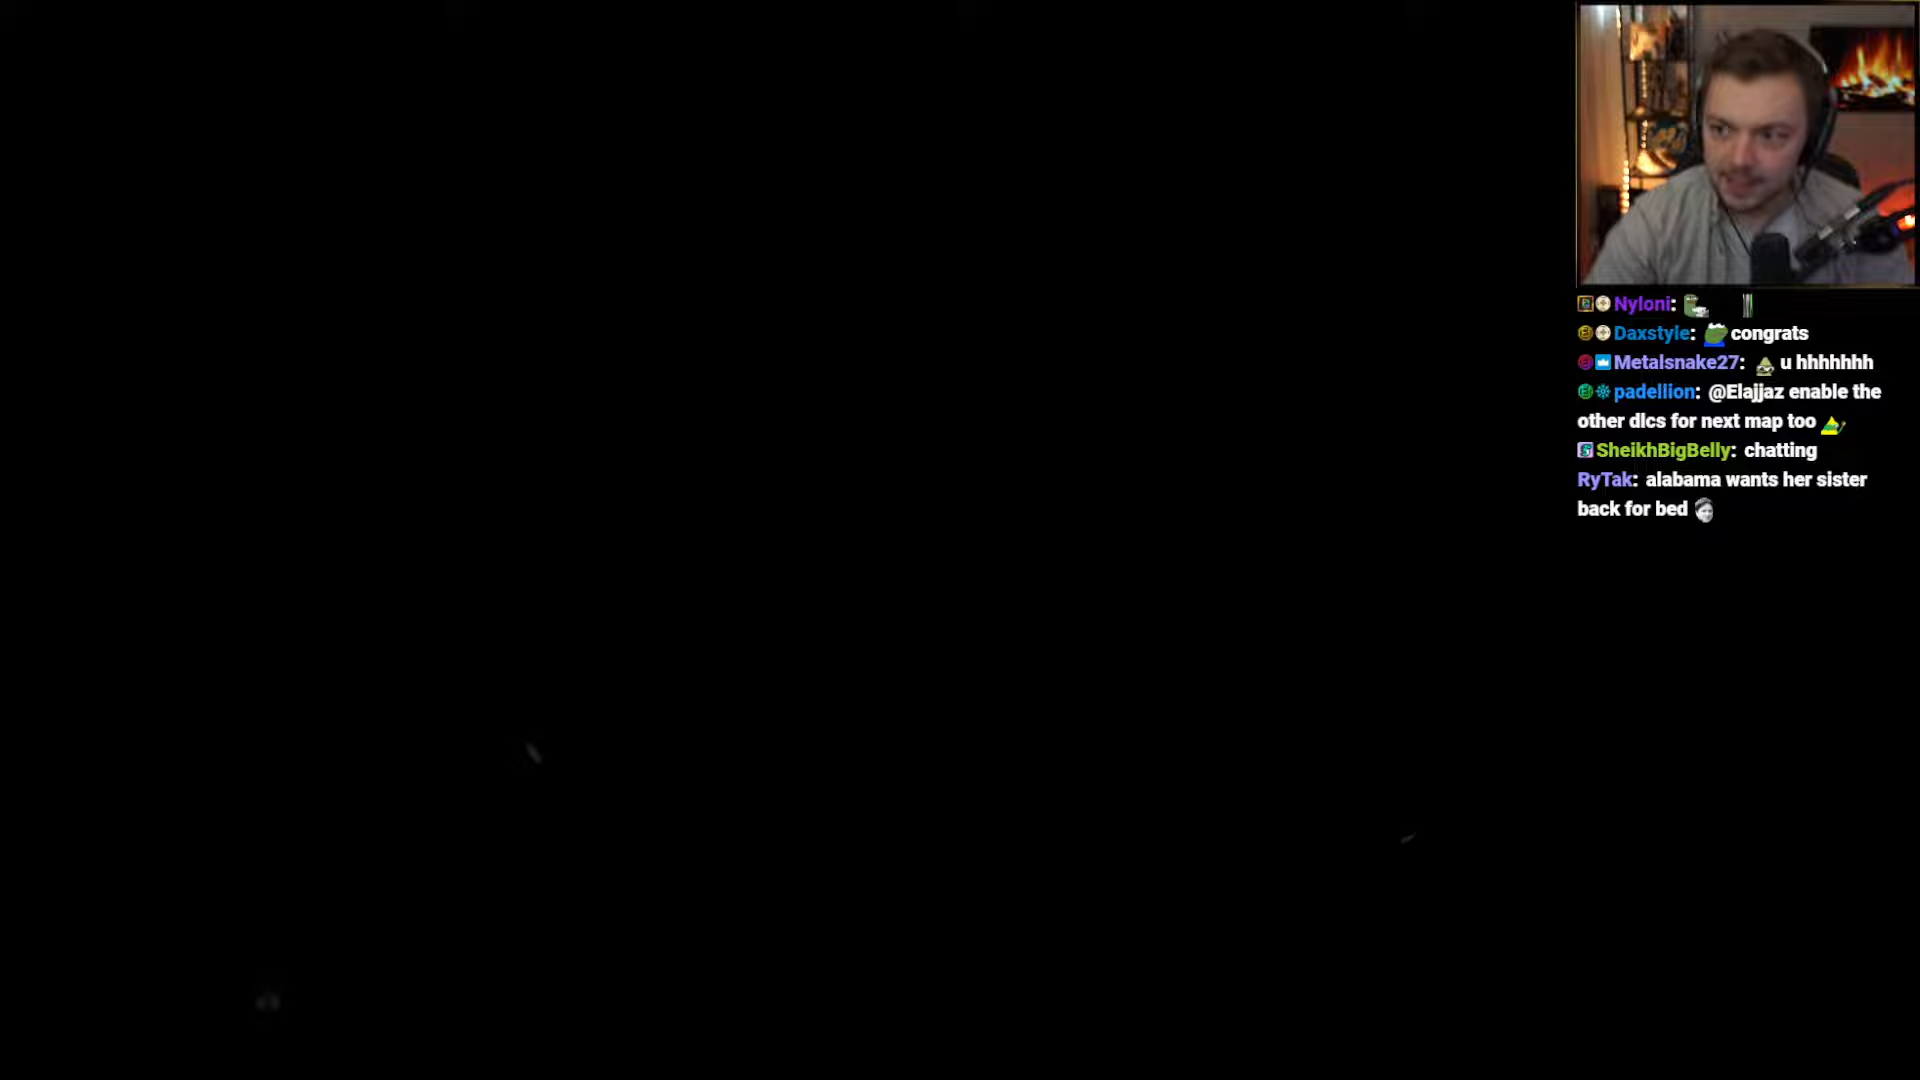 Nyloni:
Daxstyle: congrats
Metalsnake27: u hhhhhhh
padellion: @Elajjaz enable the
other dlcs for next map too
SheikhBigBelly: chatting
RyTak: alabama wants her sister
back for bed